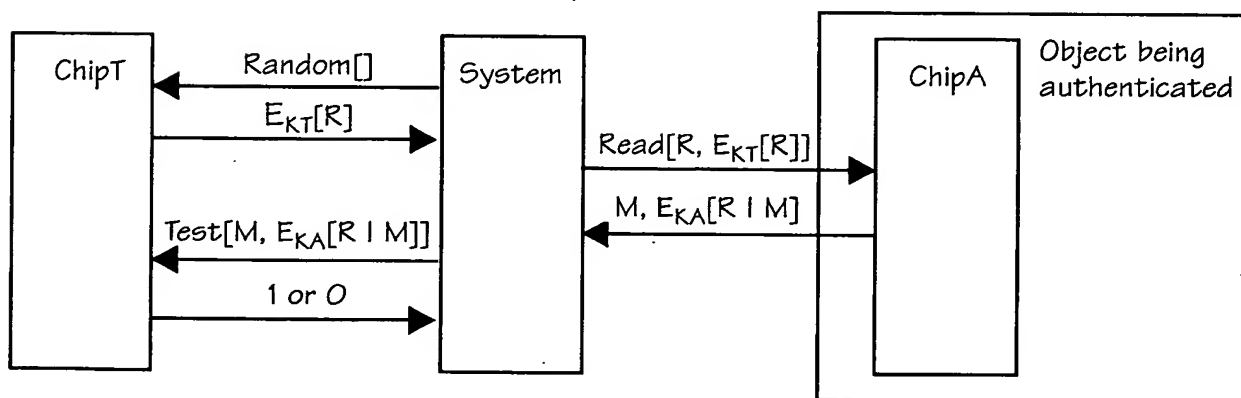 ChipT
Random[]
System
E_KT[R]
Read[R, E_KT[R]]
M, E_KA[R | M]
Test[M, E_KA[R | M]]
1 or 0
ChipA
Object being
authenticated